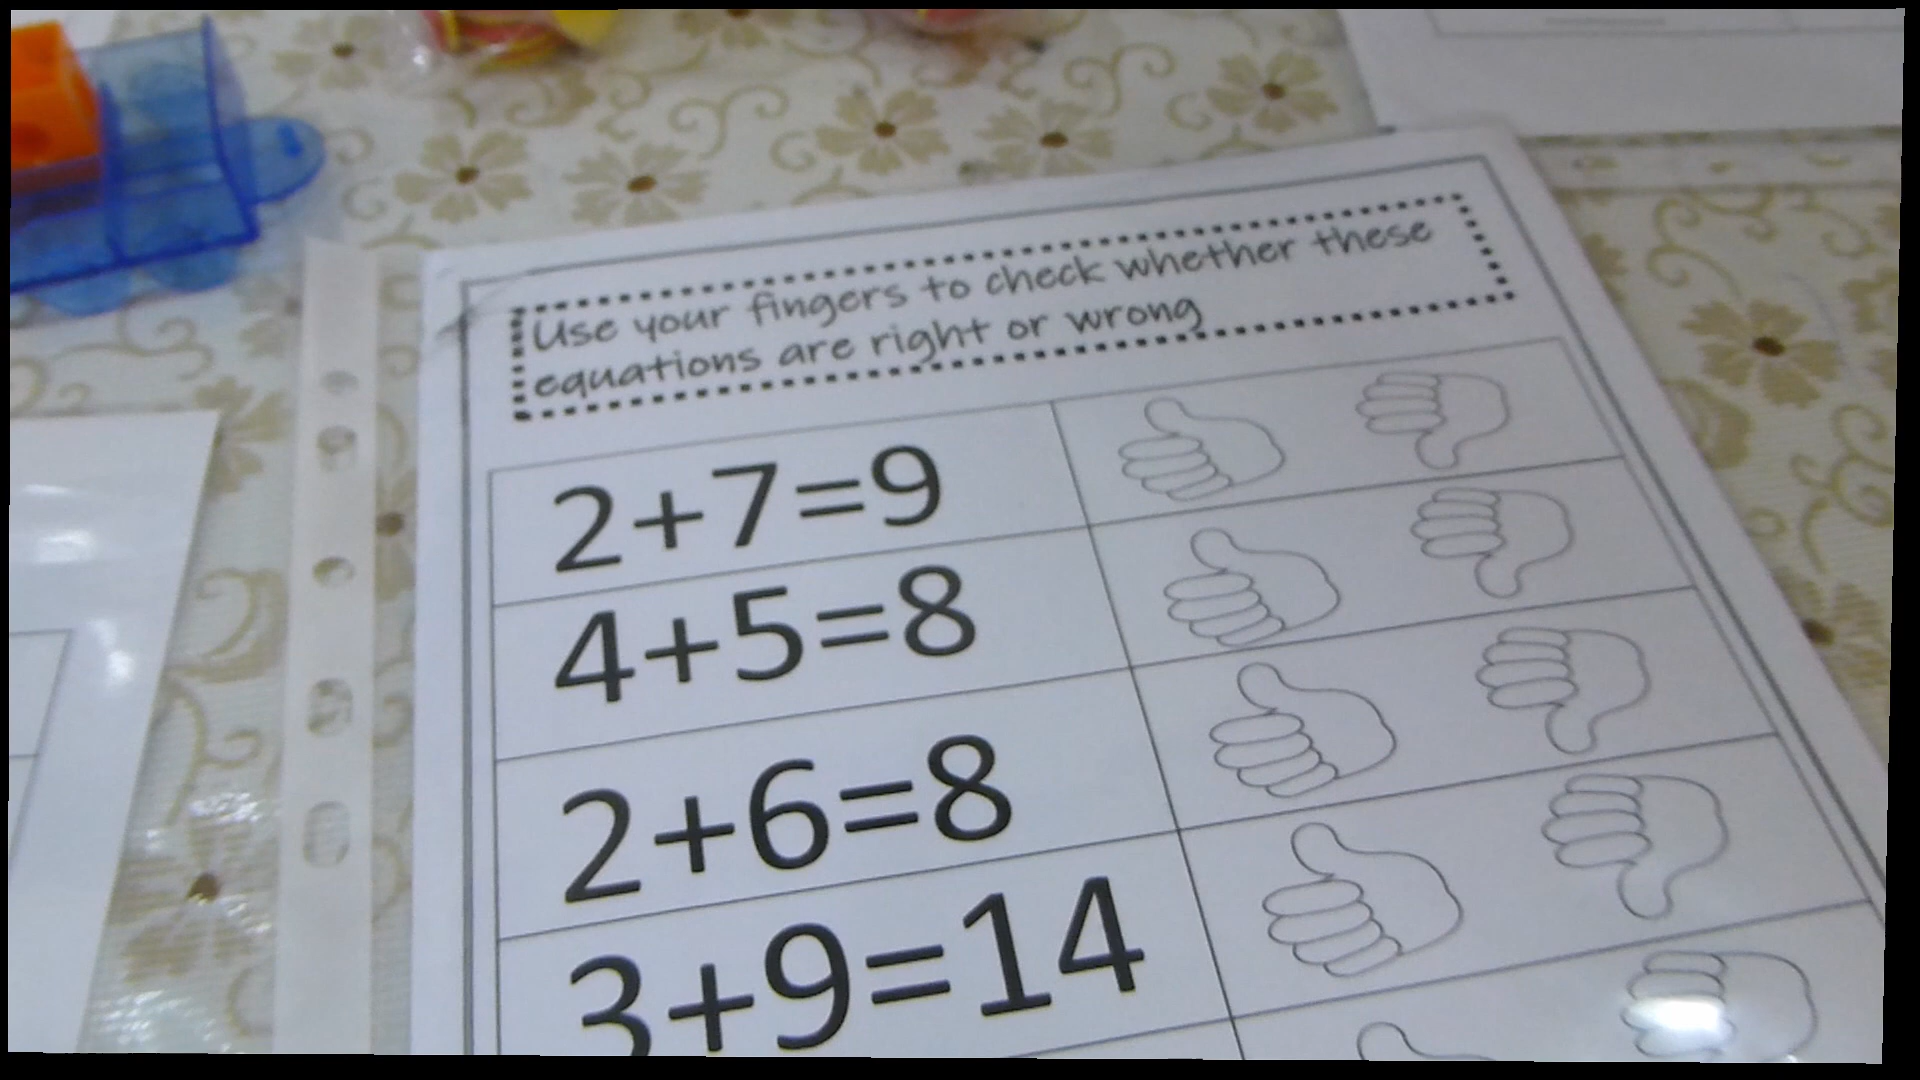 Use your fingers to check whether these
equations are right or wrong
2+7=9
4+5=8
2+6=8
3+9=14